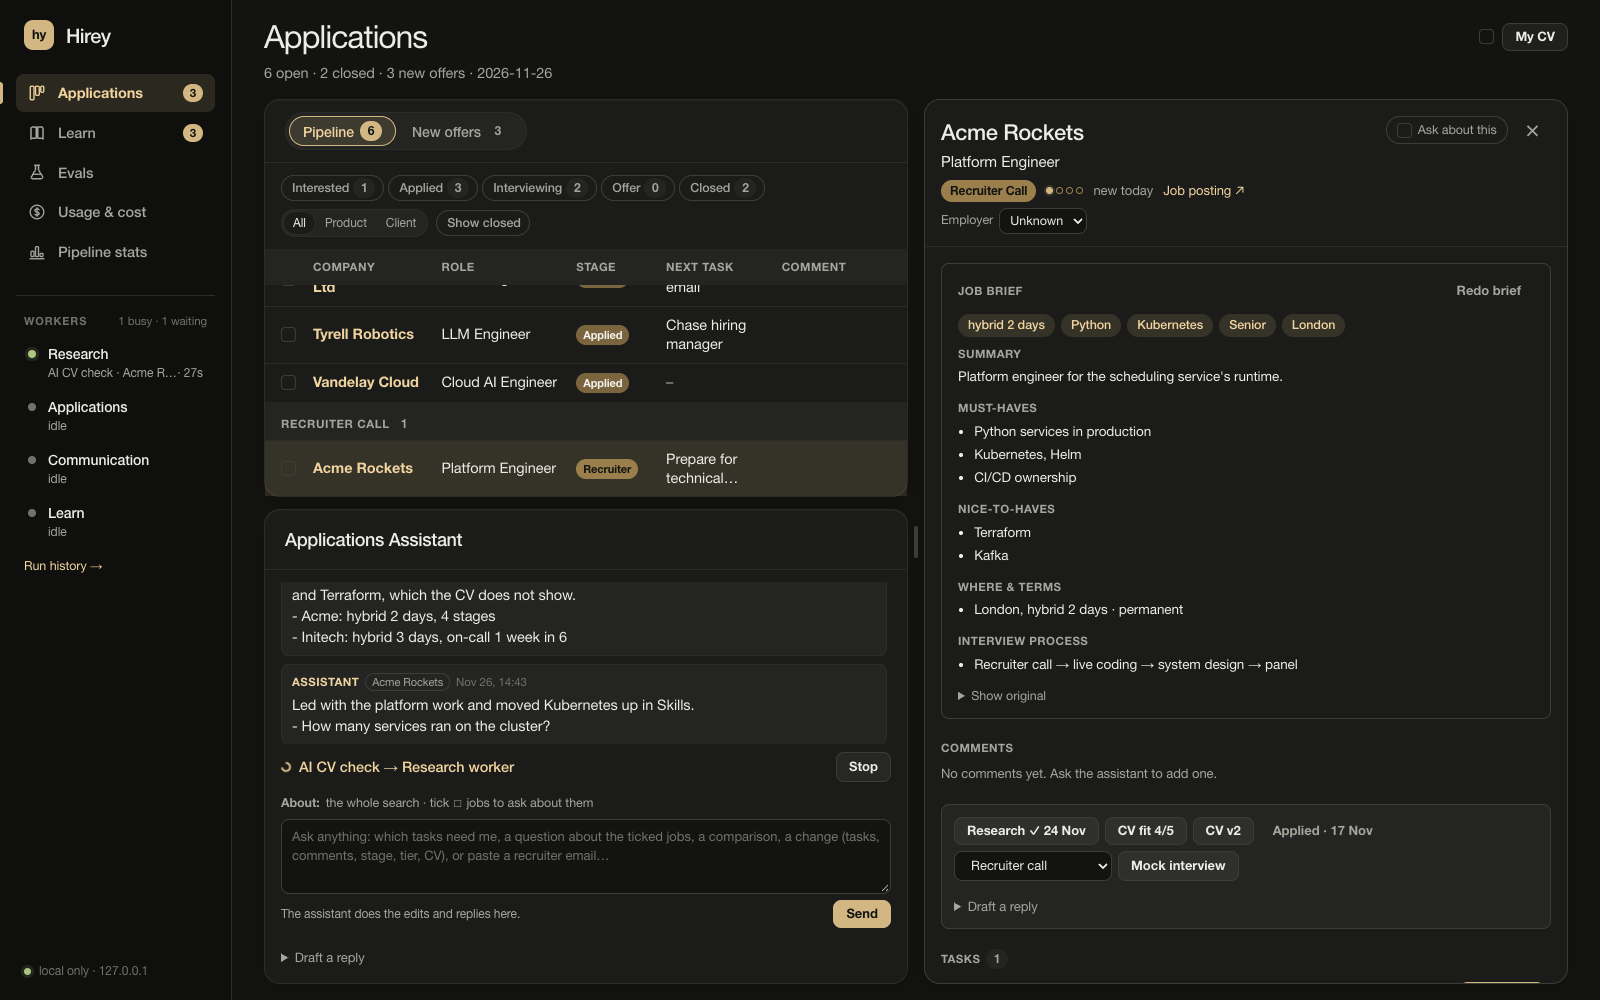 hy Hirey
Applications 3
Learn 3
Evals
Usage & cost
Pipeline stats
WORKERS 1 busy · 1 waiting
Research
AI CV check · Acme R… · 27s
Applications
idle
Communication
idle
Learn
idle
Run history →
local only · 127.0.0.1
Applications
6 open · 2 closed · 3 new offers · 2026-11-26
My CV
Pipeline 6 New offers 3
Interested 1 Applied 3 Interviewing 2 Offer 0 Closed 2
All Product Client Show closed
COMPANY ROLE STAGE NEXT TASK COMMENT
Ltd email
Tyrell Robotics LLM Engineer Applied Chase hiring
manager
Vandelay Cloud Cloud AI Engineer Applied –
RECRUITER CALL 1
Acme Rockets Platform Engineer Recruiter Prepare for
technical…
Applications Assistant
and Terraform, which the CV does not show.
- Acme: hybrid 2 days, 4 stages
- Initech: hybrid 3 days, on-call 1 week in 6
ASSISTANT Acme Rockets Nov 26, 14:43
Led with the platform work and moved Kubernetes up in Skills.
- How many services ran on the cluster?
AI CV check → Research worker Stop
About: the whole search · tick □ jobs to ask about them
Ask anything: which tasks need me, a question about the ticked jobs, a comparison, a change (tasks,
comments, stage, tier, CV), or paste a recruiter email…
The assistant does the edits and replies here. Send
▶ Draft a reply
Acme Rockets Ask about this ✕
Platform Engineer
Recruiter Call new today Job posting ↗
Employer Unknown
JOB BRIEF Redo brief
hybrid 2 days Python Kubernetes Senior London
SUMMARY
Platform engineer for the scheduling service's runtime.
MUST-HAVES
• Python services in production
• Kubernetes, Helm
• CI/CD ownership
NICE-TO-HAVES
• Terraform
• Kafka
WHERE & TERMS
• London, hybrid 2 days · permanent
INTERVIEW PROCESS
• Recruiter call → live coding → system design → panel
▶ Show original
COMMENTS
No comments yet. Ask the assistant to add one.
Research ✓ 24 Nov CV fit 4/5 CV v2 Applied · 17 Nov
Recruiter call Mock interview
▶ Draft a reply
TASKS 1